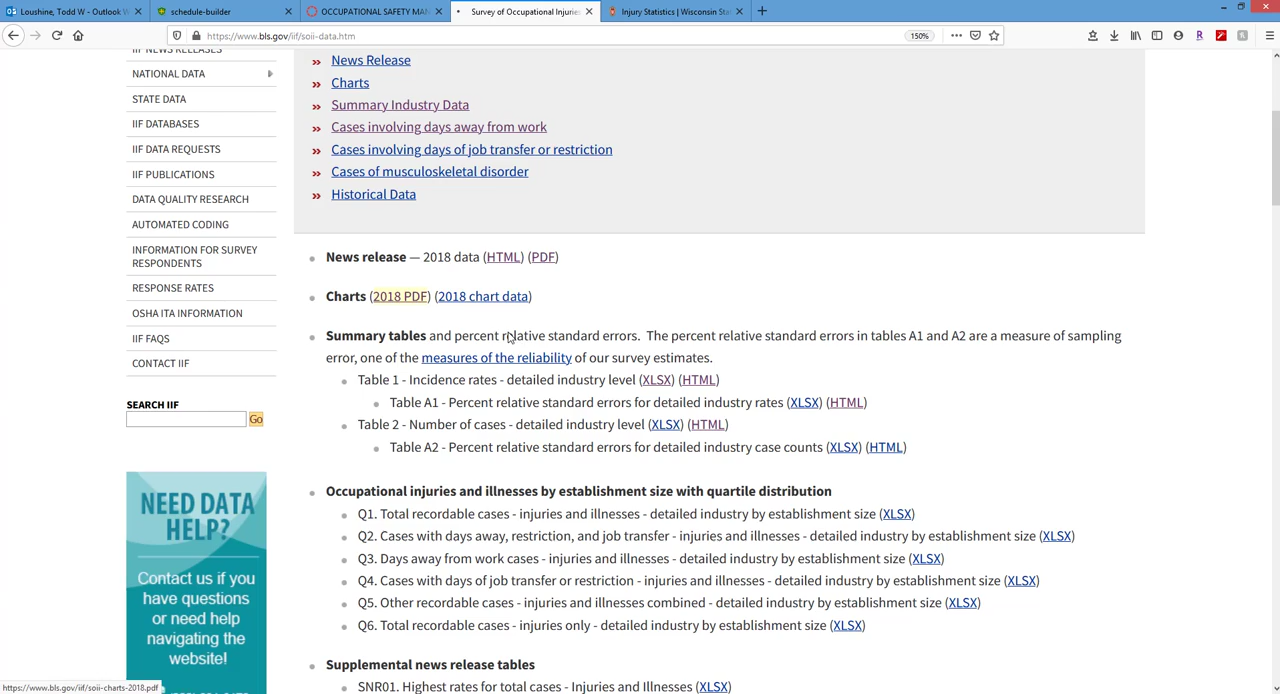 Loushine, Todd W - Outlook W
schedule-builder
OCCUPATIONAL SAFETY MAN
Survey of Occupational Injurie
Injury Statistics | Wisconsin Sta
https://www.bls.gov/iif/soii-data.htm
150%
IIF NEWS RELEASES
NATIONAL DATA
STATE DATA
IIF DATABASES
IIF DATA REQUESTS
IIF PUBLICATIONS
DATA QUALITY RESEARCH
AUTOMATED CODING
INFORMATION FOR SURVEY
RESPONDENTS
RESPONSE RATES
OSHA ITA INFORMATION
IIF FAQS
CONTACT IIF
SEARCH IIF
Go
NEED DATA
HELP?
Contact us if you
have questions
or need help
navigating the
website!
https://www.bls.gov/iif/soii-charts-2018.pdf
» News Release
» Charts
» Summary Industry Data
» Cases involving days away from work
» Cases involving days of job transfer or restriction
» Cases of musculoskeletal disorder
» Historical Data
• News release — 2018 data (HTML) (PDF)
• Charts (2018 PDF) (2018 chart data)
• Summary tables and percent relative standard errors. The percent relative standard errors in tables A1 and A2 are a measure of sampling
error, one of the measures of the reliability of our survey estimates.
• Table 1 - Incidence rates - detailed industry level (XLSX) (HTML)
• Table A1 - Percent relative standard errors for detailed industry rates (XLSX) (HTML)
• Table 2 - Number of cases - detailed industry level (XLSX) (HTML)
• Table A2 - Percent relative standard errors for detailed industry case counts (XLSX) (HTML)
• Occupational injuries and illnesses by establishment size with quartile distribution
• Q1. Total recordable cases - injuries and illnesses - detailed industry by establishment size (XLSX)
• Q2. Cases with days away, restriction, and job transfer - injuries and illnesses - detailed industry by establishment size (XLSX)
• Q3. Days away from work cases - injuries and illnesses - detailed industry by establishment size (XLSX)
• Q4. Cases with days of job transfer or restriction - injuries and illnesses - detailed industry by establishment size (XLSX)
• Q5. Other recordable cases - injuries and illnesses combined - detailed industry by establishment size (XLSX)
• Q6. Total recordable cases - injuries only - detailed industry by establishment size (XLSX)
• Supplemental news release tables
• SNR01. Highest rates for total cases - Injuries and Illnesses (XLSX)